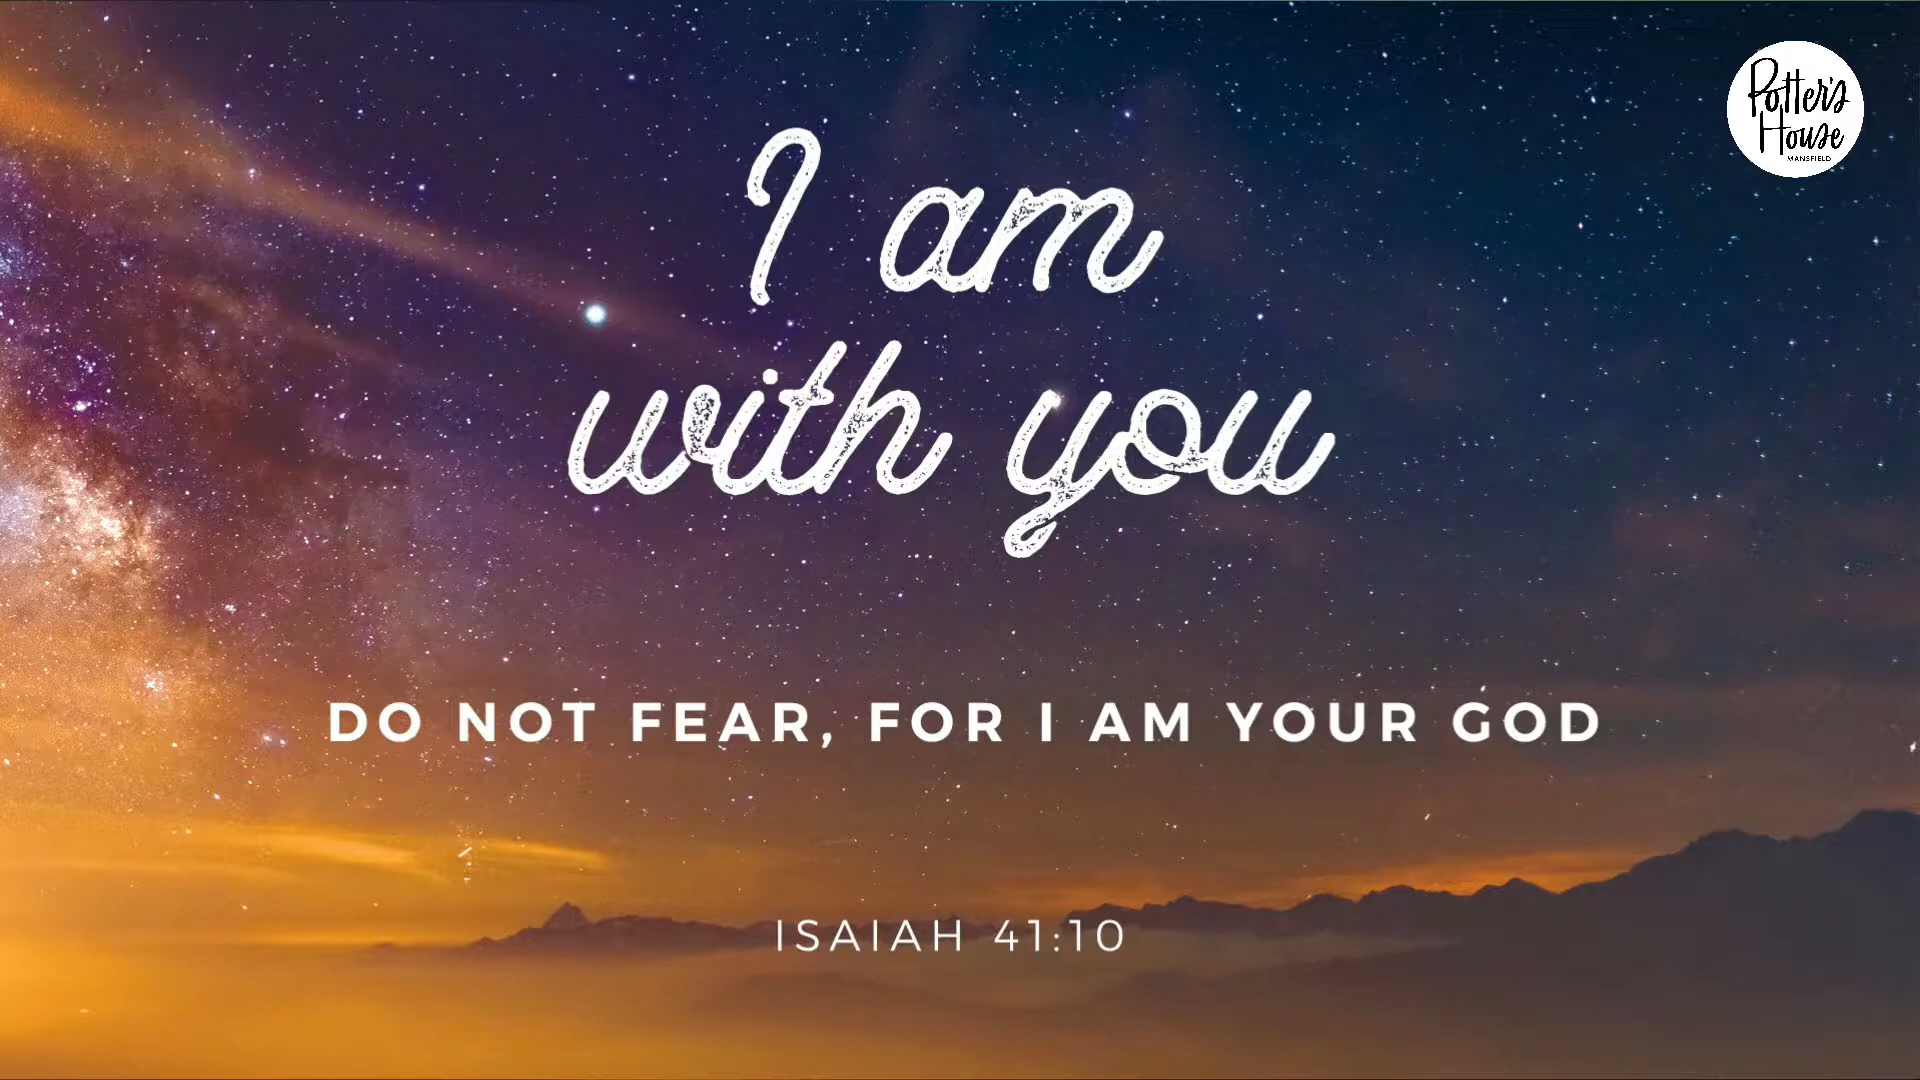 Potter's
House
MANSFIELD
I am
with you
DO NOT FEAR, FOR I AM YOUR GOD
ISAIAH 41:10